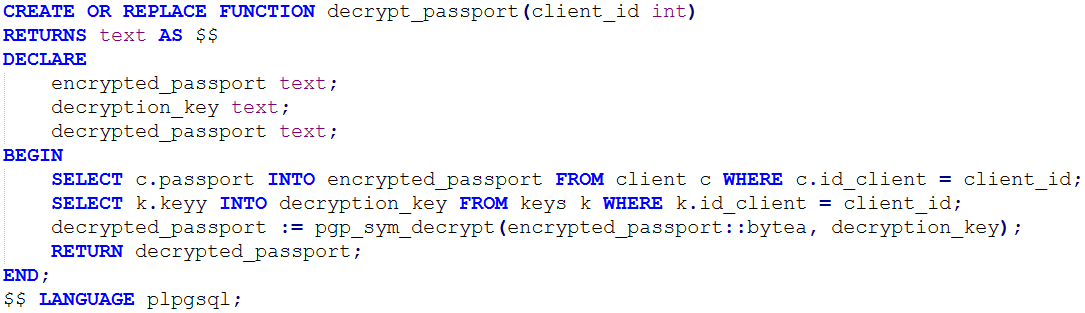 CREATE OR REPLACE FUNCTION decrypt_passport(client_id int)
RETURNS text AS $$
DECLARE
    encrypted_passport text;
    decryption_key text;
    decrypted_passport text;
BEGIN
    SELECT c.passport INTO encrypted_passport FROM client c WHERE c.id_client = client_id;
    SELECT k.keyy INTO decryption_key FROM keys k WHERE k.id_client = client_id;
    decrypted_passport := pgp_sym_decrypt(encrypted_passport::bytea, decryption_key);
    RETURN decrypted_passport;
END;
$$ LANGUAGE plpgsql;